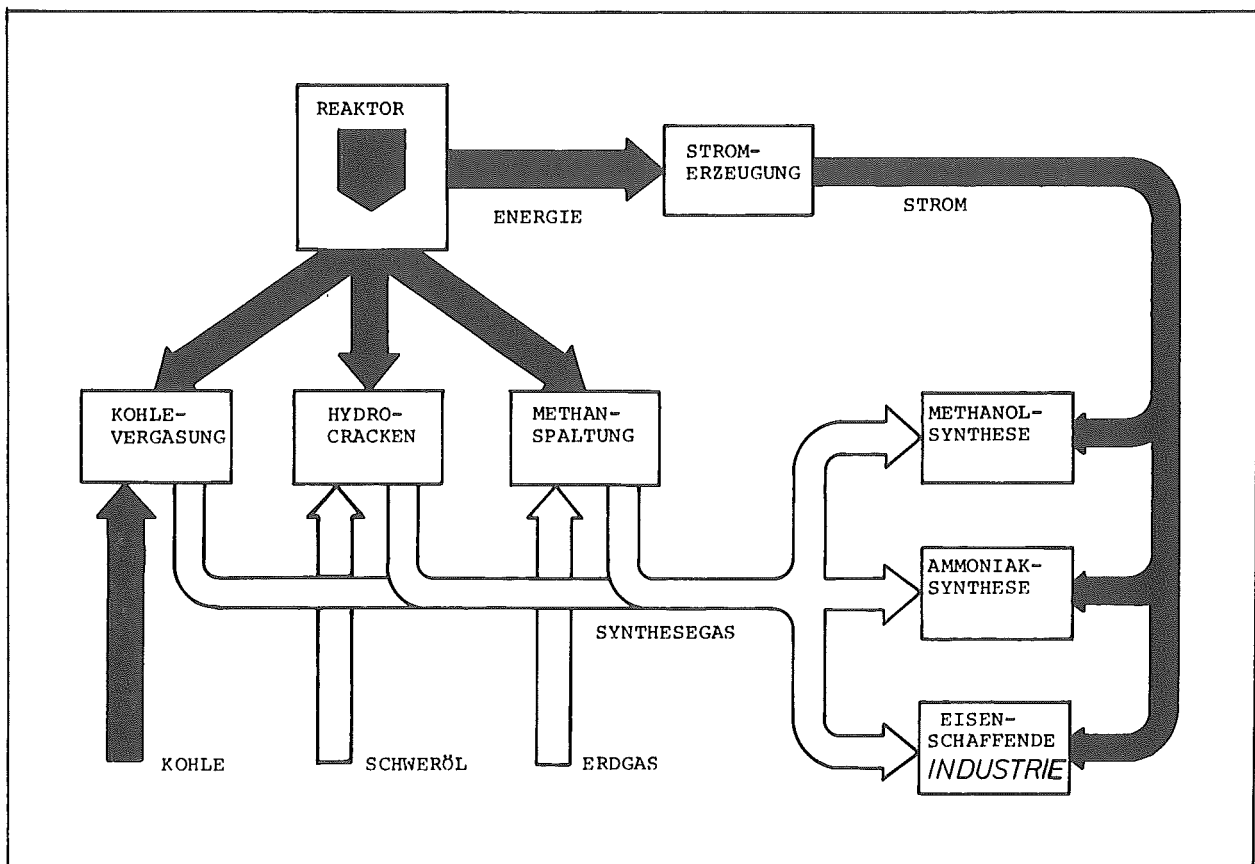 REAKTOR
STROM-
ERZEUGUNG
ENERGIE
STROM
KOHLE-
VERGASUNG
HYDRO-
CRACKEN
METHAN-
SPALTUNG
METHANOL-
SYNTHESE
AMMONIAK-
SYNTHESE
SYNTHESEGAS
EISEN-
SCHAFFENDE
INDUSTRIE
KOHLE
SCHWERÖL
ERDGAS